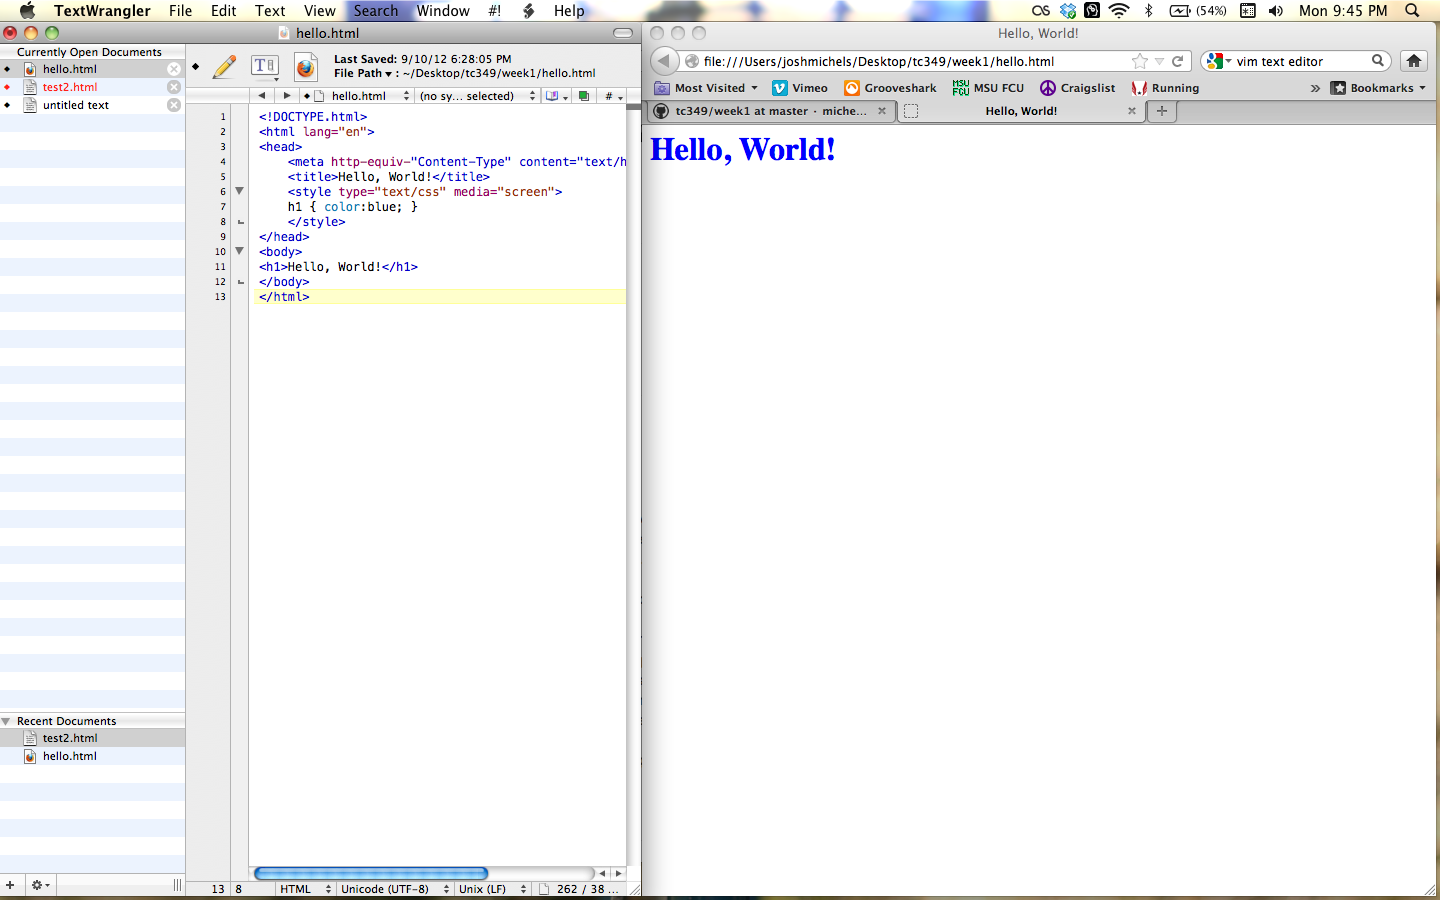 TextWrangler File Edit Text View Search Window #! Help
(54%) Mon 9:45 PM
hello.html
Currently Open Documents
hello.html
test2.html
untitled text
Last Saved: 9/10/12 6:28:05 PM
File Path ▾ : ~/Desktop/tc349/week1/hello.html
hello.html (no sy... selected) #
1 <!DOCTYPE.html>
2 <html lang="en">
3 <head>
4 <meta http-equiv-"Content-Type" content="text/h
5 <title>Hello, World!</title>
6 <style type="text/css" media="screen">
7 h1 { color:blue; }
8 </style>
9 </head>
10 <body>
11 <h1>Hello, World!</h1>
12 </body>
13 </html>
Recent Documents
test2.html
hello.html
13 8 HTML Unicode (UTF-8) Unix (LF) 262 / 38 ...
Hello, World!
file:///Users/joshmichels/Desktop/tc349/week1/hello.html vim text editor
Most Visited Vimeo Grooveshark MSU FCU MSU FCU Craigslist Running » Bookmarks
tc349/week1 at master · miche... Hello, World!
Hello, World!